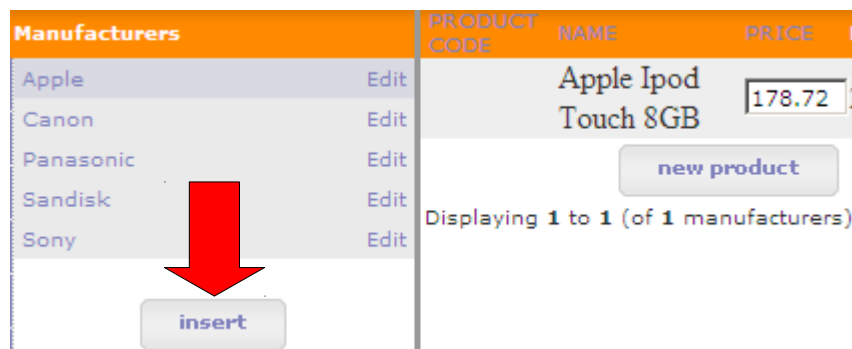 Manufacturers
Apple Edit
Canon Edit
Panasonic Edit
Sandisk Edit
Sony Edit
insert
PRODUCT CODE NAME PRICE
Apple Ipod
Touch 8GB
178.72
new product
Displaying 1 to 1 (of 1 manufacturers)